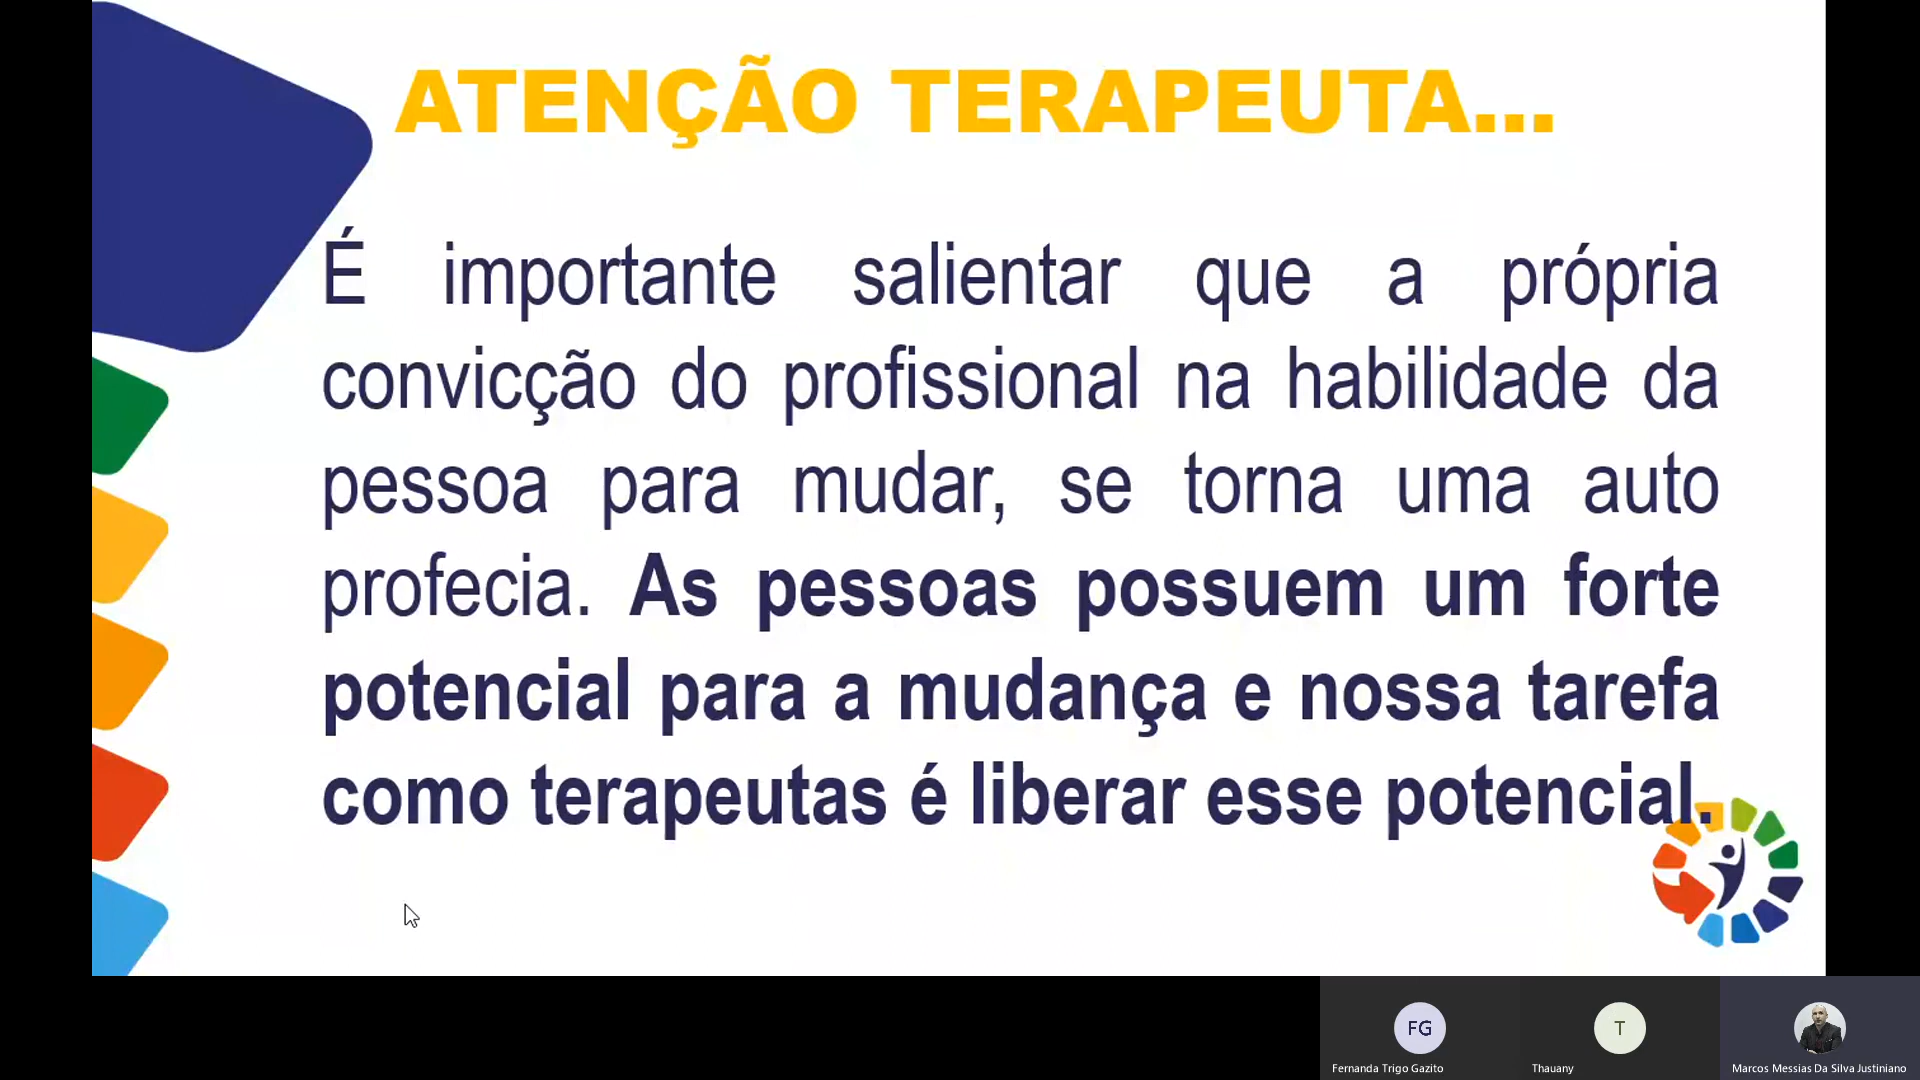 ATENÇÃO TERAPEUTA...
É importante salientar que a própria
convicção do profissional na habilidade da
pessoa para mudar, se torna uma auto
profecia. As pessoas possuem um forte
potencial para a mudança e nossa tarefa
como terapeutas é liberar esse potencial.
FG
T
Fernanda Trigo Gazito
Thauany
Marcos Messias Da Silva Justiniano